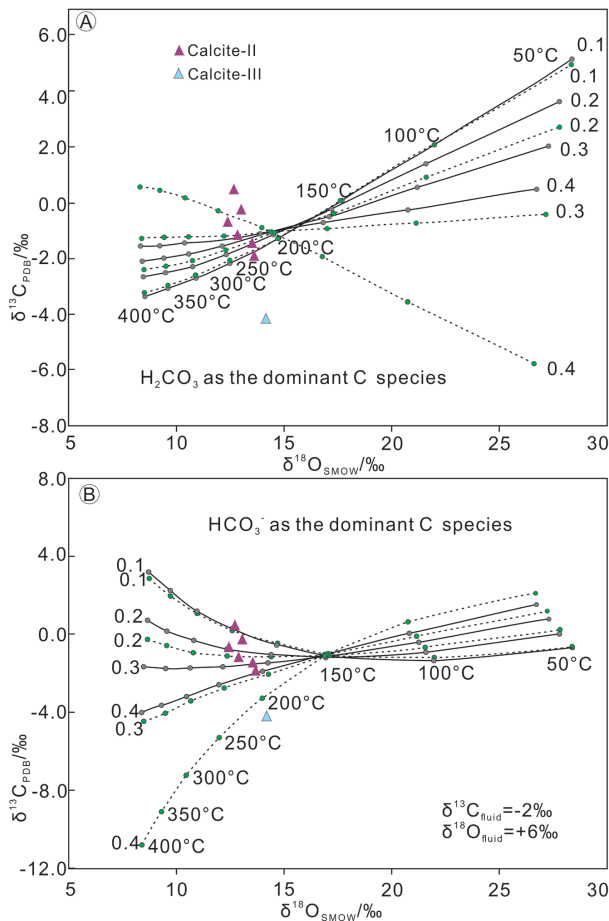 A
6.0
4.0
2.0
0.0
-2.0
-4.0
-6.0
-8.0
δ13CPDB/‰
Calcite-II
Calcite-III
50°C
0.1
0.1
0.2
0.2
0.3
0.4
0.3
0.4
100°C
150°C
200°C
250°C
300°C
350°C
400°C
H2CO3 as the dominant C species
5
10
15
20
25
30
δ18OSMOW/‰
B
8.0
4.0
0.0
-4.0
-8.0
-12.0
δ13CPDB/‰
HCO3- as the dominant C species
0.1
0.1
0.2
0.2
0.3
0.4
0.3
0.4
150°C
100°C
50°C
200°C
250°C
300°C
350°C
400°C
δ13Cfluid=-2‰
δ18Ofluid=+6‰
5
10
15
20
25
30
δ18OSMOW/‰